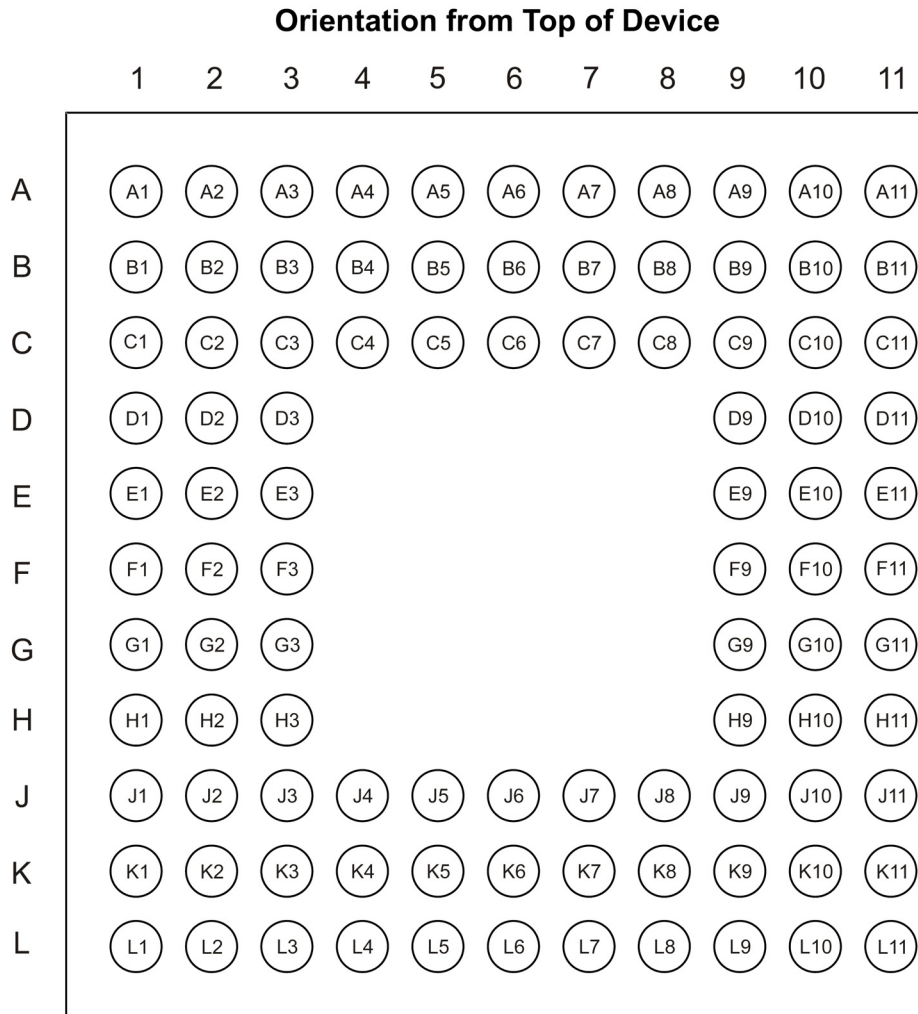 Orientation from Top of Device
1 2 3 4 5 6 7 8 9 10 11
A A1 A2 A3 A4 A5 A6 A7 A8 A9 A10 A11
B B1 B2 B3 B4 B5 B6 B7 B8 B9 B10 B11
C C1 C2 C3 C4 C5 C6 C7 C8 C9 C10 C11
D D1 D2 D3 D9 D10 D11
E E1 E2 E3 E9 E10 E11
F F1 F2 F3 F9 F10 F11
G G1 G2 G3 G9 G10 G11
H H1 H2 H3 H9 H10 H11
J J1 J2 J3 J4 J5 J6 J7 J8 J9 J10 J11
K K1 K2 K3 K4 K5 K6 K7 K8 K9 K10 K11
L L1 L2 L3 L4 L5 L6 L7 L8 L9 L10 L11